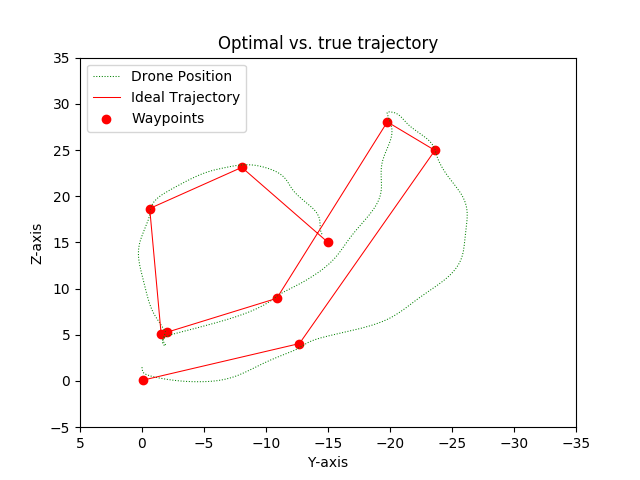 Optimal vs. true trajectory
Drone Position
Ideal Trajectory
Waypoints
Z-axis
35
30
25
20
15
10
5
0
−5
5 0 −5 −10 −15 −20 −25 −30 −35
Y-axis